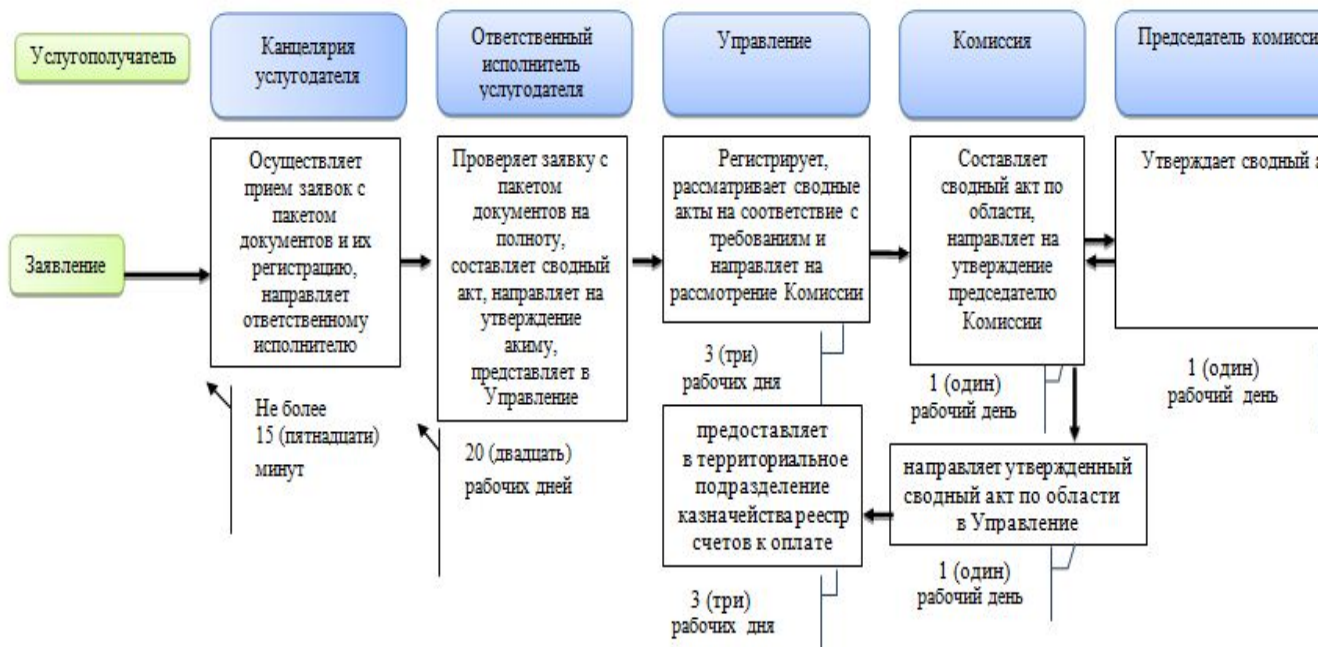 Услугополучатель
Канцелярия
услугодателя
Ответственный
исполнитель
услугодателя
Управление
Комиссия
Председатель комисси
Заявление
Осуществляет
прием заявок с
пакетом
документов и их
регистрацию,
направляет
ответственному
исполнителю
Проверяет заявку с
пакетом
документов на
полноту,
составляет сводный
акт, направляет на
утверждение
акиму,
представляет в
Управление
Регистрирует,
рассматривает сводные
акты на соответствие с
требованиями и
направляет на
рассмотрение Комиссии
Составляет
сводный акт по
области,
направляет на
утверждение
председателю
Комиссии
Утверждает сводный а
Не более
15 (пятнадцати)
минут
20 (двадцать)
рабочих дней
3 (три)
рабочих дня
1 (один)
рабочий день
1 (один)
рабочий день
предоставляет
в территориальное
подразделение
казначейства реестр
счетов к оплате
направляет утвержденный
сводный акт по области
в Управление
3 (три)
рабочих дня
1 (один)
рабочий день